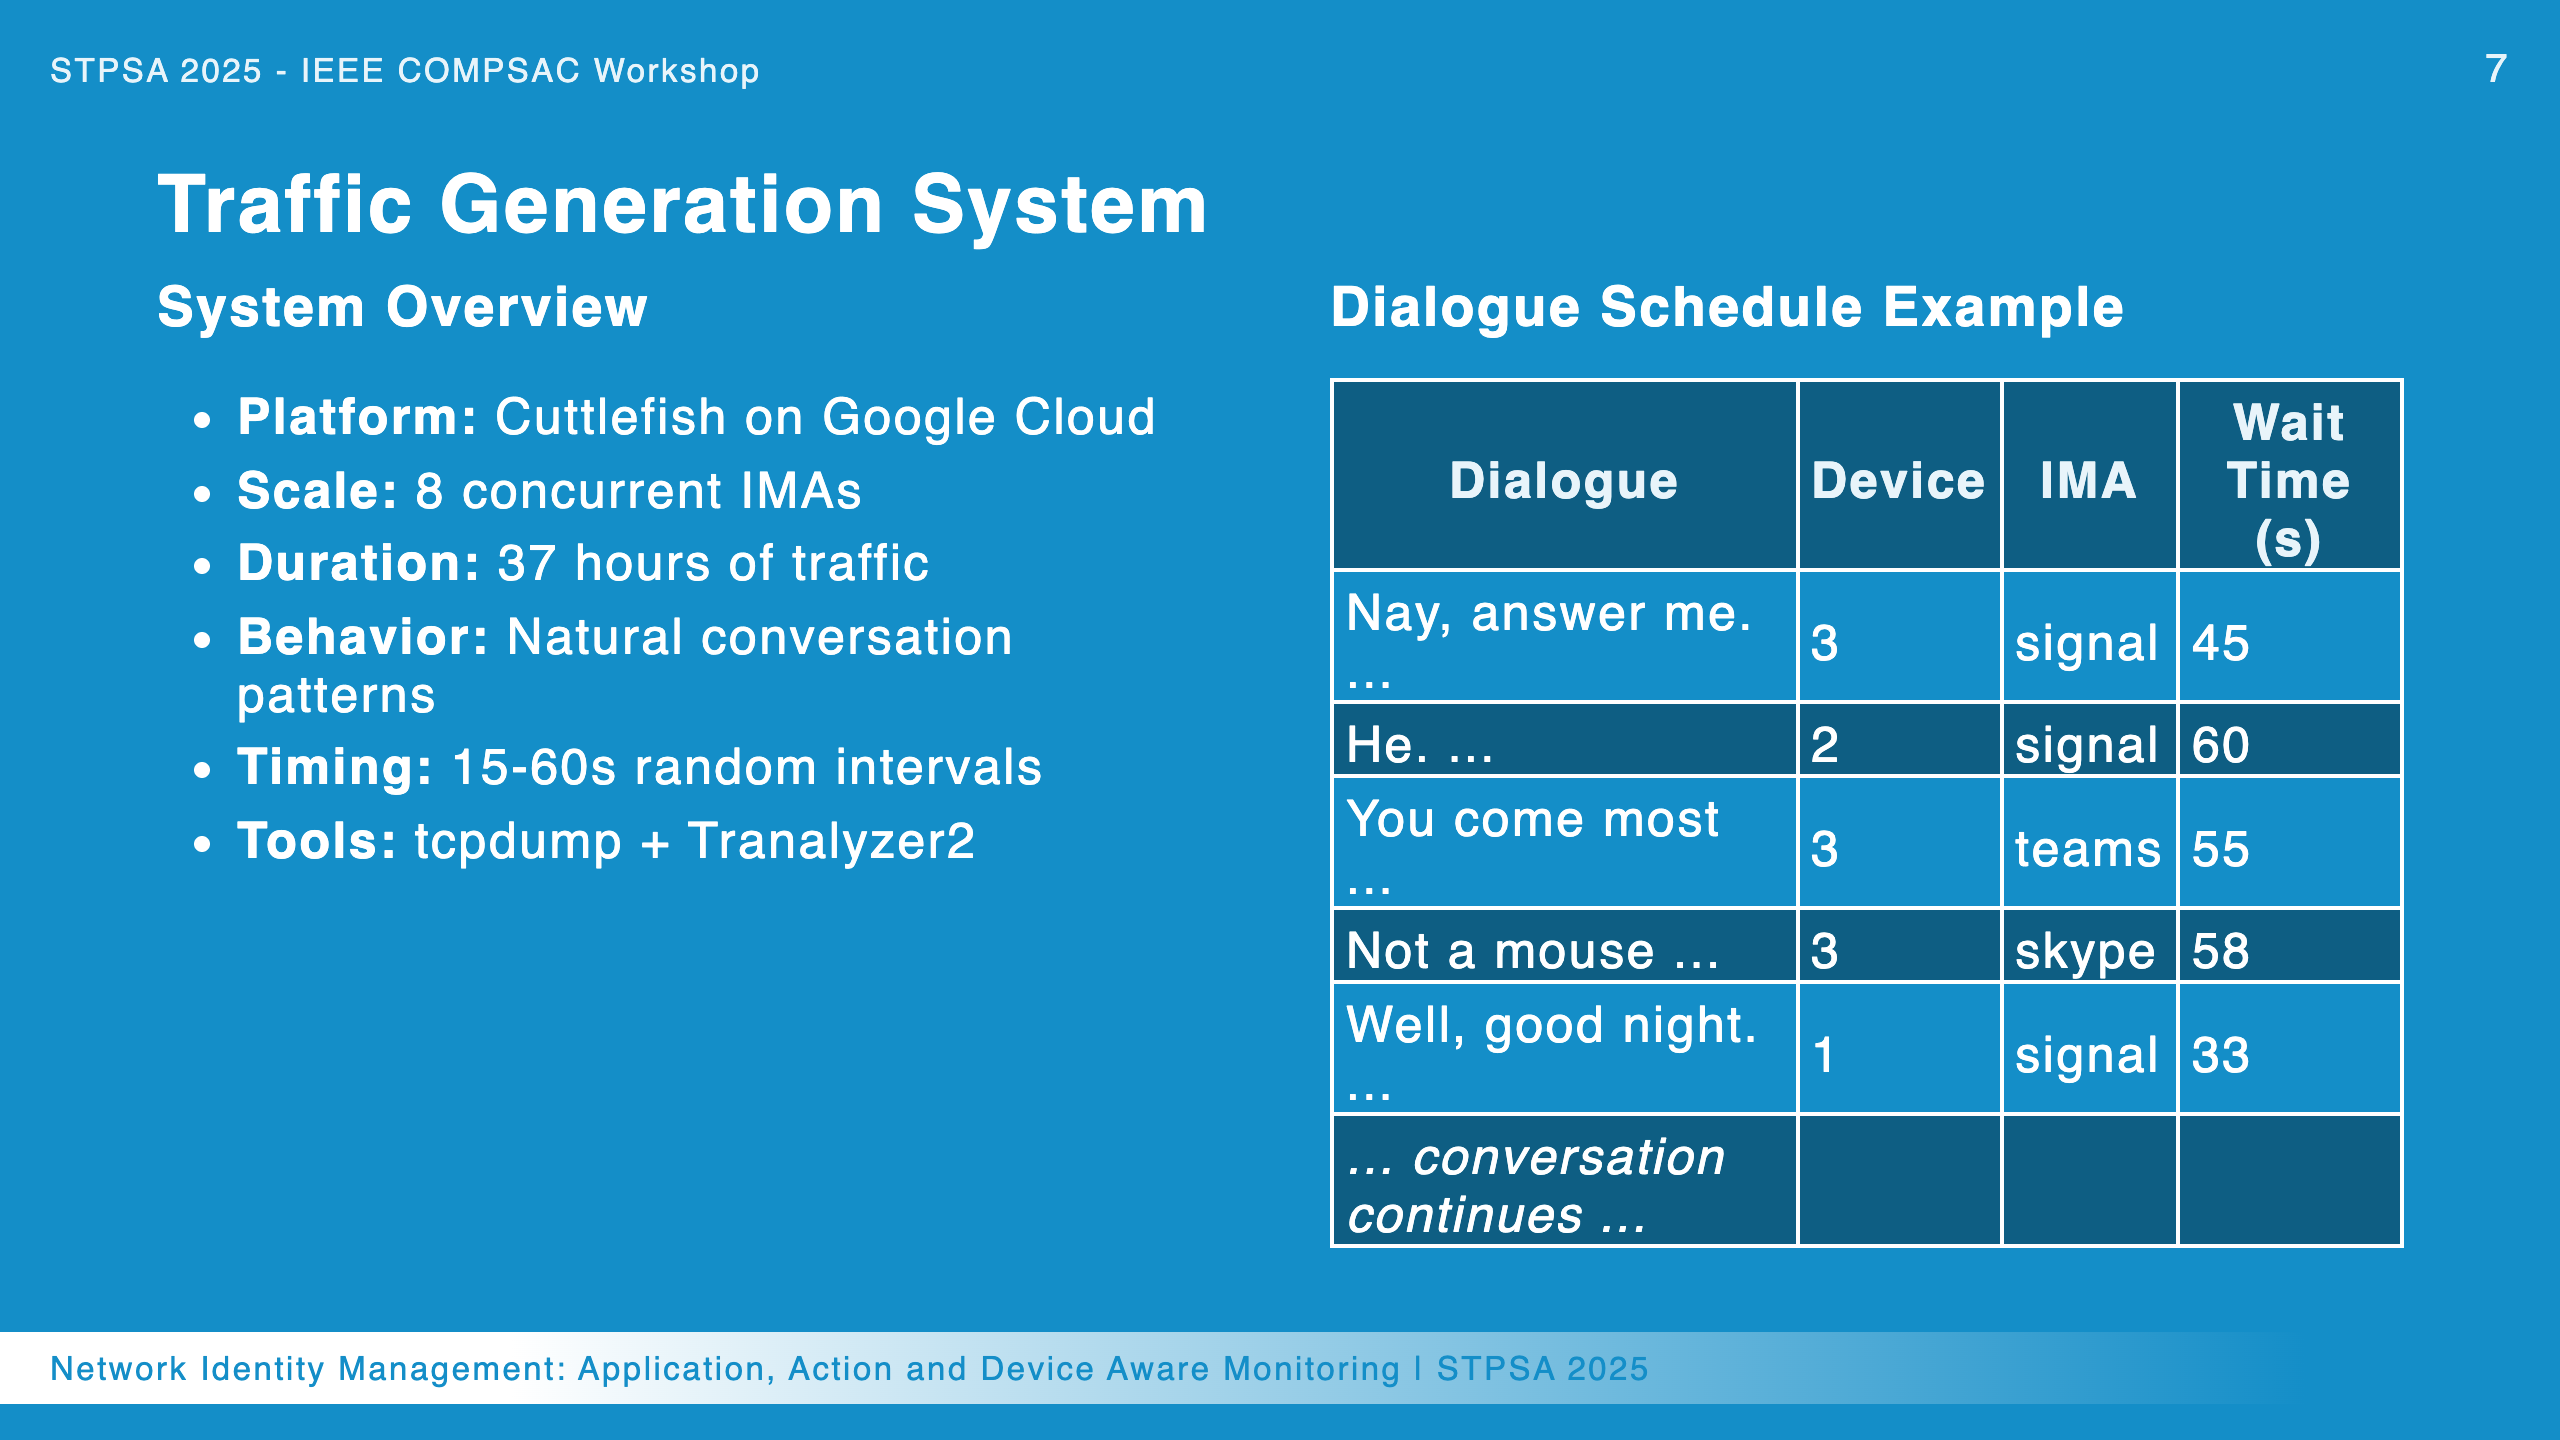 STPSA 2025 - IEEE COMPSAC Workshop
7
Traffic Generation System
System Overview
• Platform: Cuttlefish on Google Cloud
• Scale: 8 concurrent IMAs
• Duration: 37 hours of traffic
• Behavior: Natural conversation
patterns
• Timing: 15-60s random intervals
• Tools: tcpdump + Tranalyzer2
Dialogue Schedule Example
Dialogue Device IMA Wait Time (s)
Nay, answer me. ... 3 signal 45
He. ... 2 signal 60
You come most ... 3 teams 55
Not a mouse ... 3 skype 58
Well, good night. ... 1 signal 33
... conversation
continues ...
Network Identity Management: Application, Action and Device Aware Monitoring | STPSA 2025